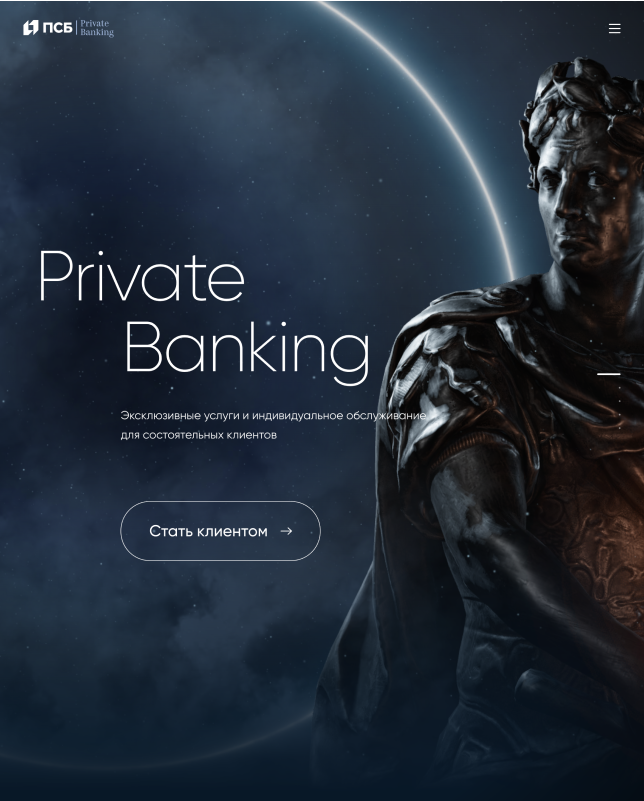 ПСБ
Private
Banking
Private
Banking
Эксклюзивные услуги и индивидуальное обслуживание
для состоятельных клиентов
Стать клиентом →